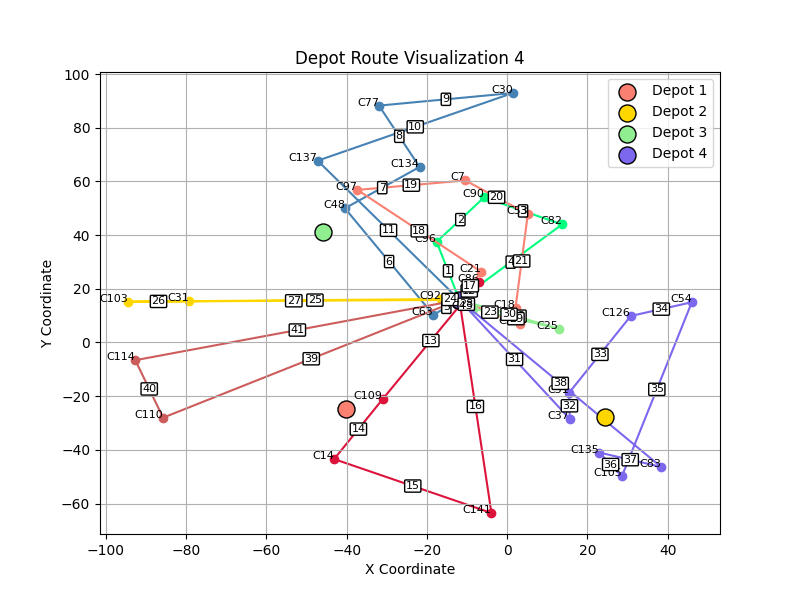 Depot Route Visualization 4
Y Coordinate
X Coordinate
100
80
60
40
20
0
−20
−40
−60
−100
−80
−60
−40
−20
0
20
40
Depot 1
Depot 2
Depot 3
Depot 4
C30
C77
C137
C134
C97
C7
C90
C48
C53
C82
C96
C21
C86
C103
C31
C92
C18
C54
C63
C126
C25
C114
C109
C110
C37
C14
C135
C83
C105
C141
9
10
8
7
19
20
2
11
18
6
1
21
17
26
27
25
24
34
23
30
41
13
39
31
33
40
38
35
32
16
14
15
36
37